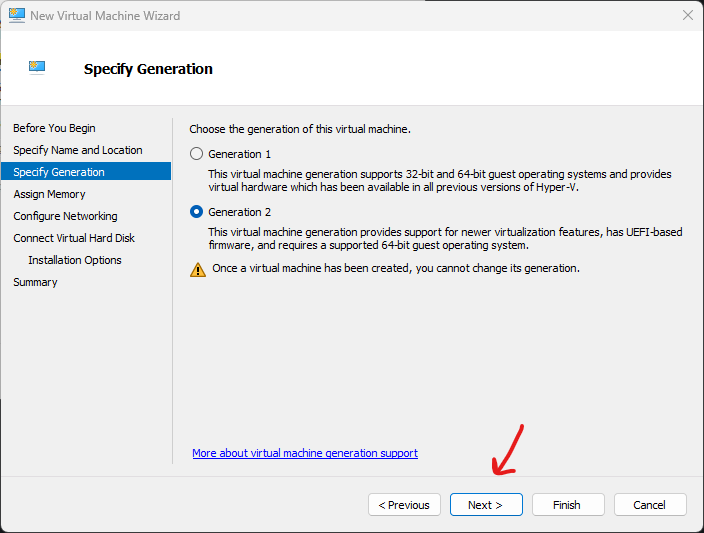 New Virtual Machine Wizard
Specify Generation
Before You Begin
Specify Name and Location
Specify Generation
Assign Memory
Configure Networking
Connect Virtual Hard Disk
Installation Options
Summary
Choose the generation of this virtual machine.
Generation 1
This virtual machine generation supports 32-bit and 64-bit guest operating systems and provides
virtual hardware which has been available in all previous versions of Hyper-V.
Generation 2
This virtual machine generation provides support for newer virtualization features, has UEFI-based
firmware, and requires a supported 64-bit guest operating system.
Once a virtual machine has been created, you cannot change its generation.
More about virtual machine generation support
< Previous
Next >
Finish
Cancel